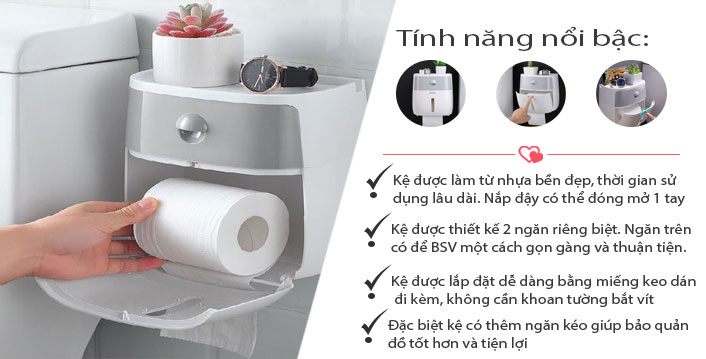 Tính năng nổi bậc:
Kệ được làm từ nhựa bền đẹp, thời gian sử
dụng lâu dài. Nắp đậy có thể đóng mở 1 tay
Kệ được thiết kế 2 ngăn riêng biệt. Ngăn trên
có để BSV một cách gọn gàng và thuận tiện.
Kệ được lắp đặt dễ dàng bằng miếng keo dán
đi kèm, không cần khoan tường bắt vít
Đặc biệt kệ có thêm ngăn kéo giúp bảo quản
đồ tốt hơn và tiện lợi